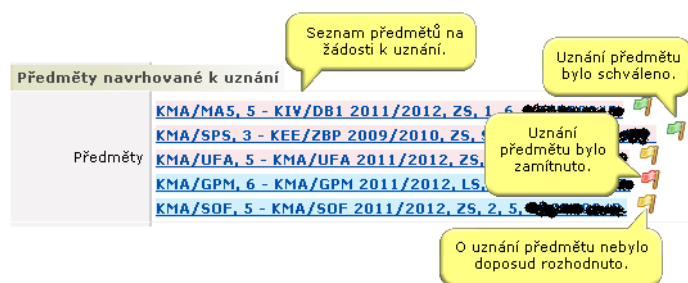 Seznam předmětů na
žádosti k uznání.
Uznání předmětu
bylo schváleno.
Předměty navrhované k uznání
Předměty
KMA/MA5, 5 - KIV/DB1 2011/2012, ZS, 1, 6,
KMA/SPS, 3 - KEE/ZBP 2009/2010, ZS,
KMA/UFA, 5 - KMA/UFA 2011/2012, ZS,
KMA/GPM, 6 - KMA/GPM 2011/2012, LS,
KMA/SOF, 5 - KMA/SOF 2011/2012, ZS, 2, 5,
Uznání
předmětu bylo
zamítnuto.
O uznání předmětu nebylo
doposud rozhodnuto.